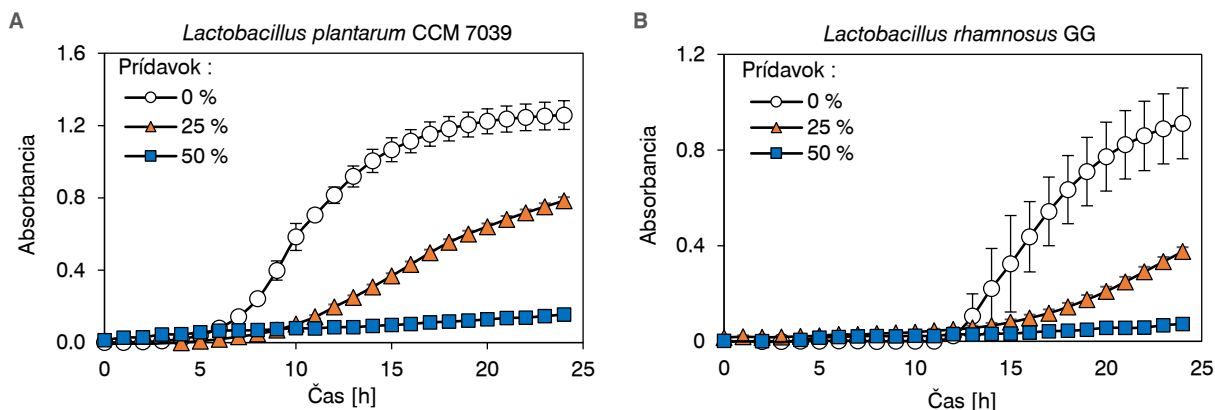 A
Lactobacillus plantarum CCM 7039
1.6
1.2
0.8
0.4
0.0
Absorbancia
Prídavok :
0 %
25 %
50 %
0
5
10
15
20
25
Čas [h]
B
Lactobacillus rhamnosus GG
1.2
0.8
0.4
0
Absorbancia
Prídavok :
0 %
25 %
50 %
0
5
10
15
20
25
Čas [h]